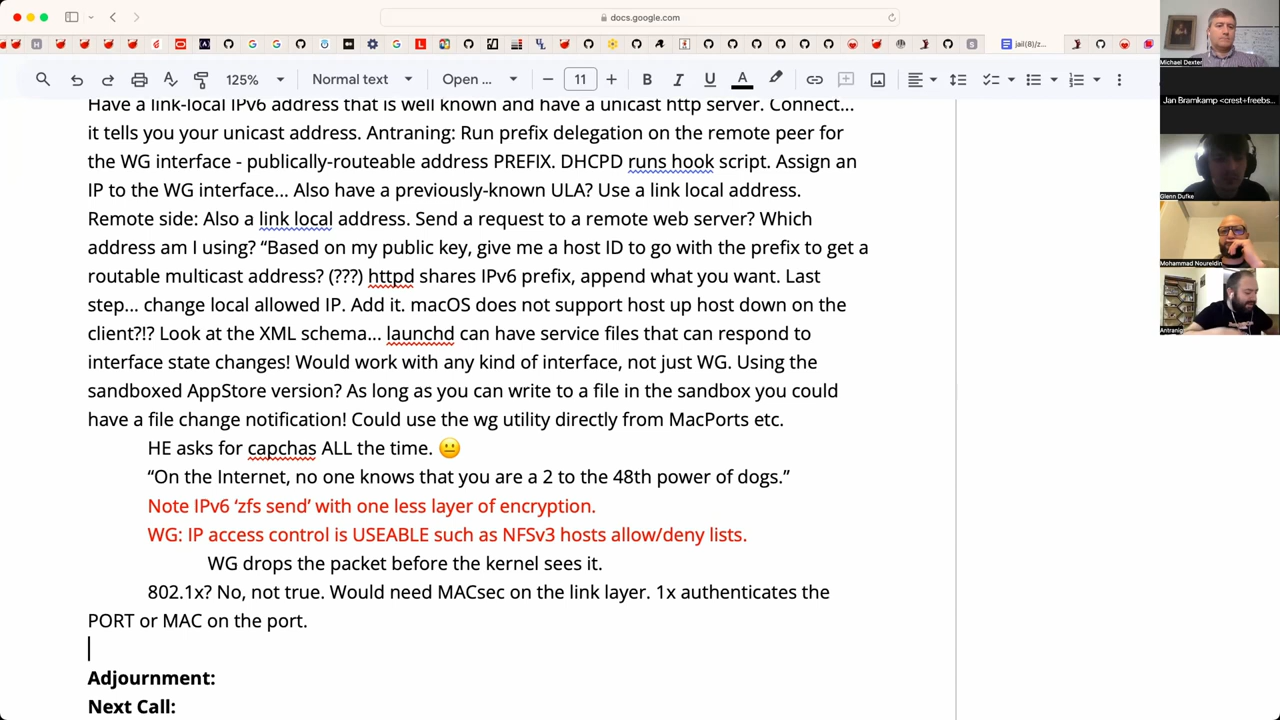 docs.google.com
jail(8)/z...
125%
Normal text
Open ...
11
Have a link-local IPv6 address that is well known and have a unicast http server. Connect...
it tells you your unicast address. Antraning: Run prefix delegation on the remote peer for
the WG interface - publically-routeable address PREFIX. DHCPD runs hook script. Assign an
IP to the WG interface... Also have a previously-known ULA? Use a link local address.
Remote side: Also a link local address. Send a request to a remote web server? Which
address am I using? “Based on my public key, give me a host ID to go with the prefix to get a
routable multicast address? (???) httpd shares IPv6 prefix, append what you want. Last
step... change local allowed IP. Add it. macOS does not support host up host down on the
client?!? Look at the XML schema... launchd can have service files that can respond to
interface state changes! Would work with any kind of interface, not just WG. Using the
sandboxed AppStore version? As long as you can write to a file in the sandbox you could
have a file change notification! Could use the wg utility directly from MacPorts etc.
HE asks for capchas ALL the time. 😐
“On the Internet, no one knows that you are a 2 to the 48th power of dogs.”
Note IPv6 ‘zfs send’ with one less layer of encryption.
WG: IP access control is USEABLE such as NFSv3 hosts allow/deny lists.
WG drops the packet before the kernel sees it.
802.1x? No, not true. Would need MACsec on the link layer. 1x authenticates the
PORT or MAC on the port.
Adjournment:
Next Call:
Michael Dexter
Jan Bramkamp <crest+freebs...
Glenn Dufke
Mohammad Noureldin
Antranig